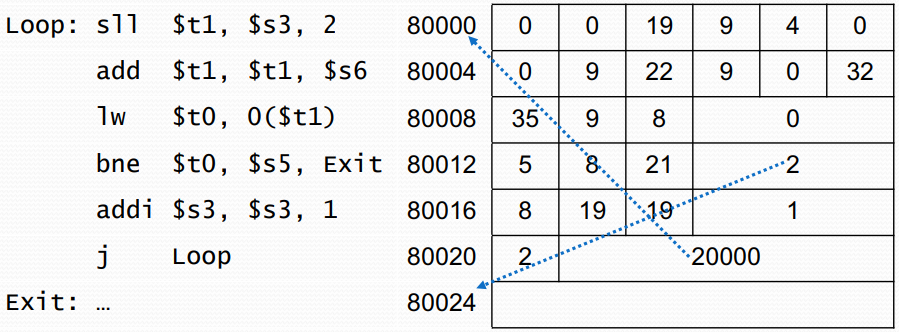 Loop: sll $t1, $s3, 2 80000 0 0 19 9 4 0
add $t1, $t1, $s6 80004 0 9 22 9 0 32
lw $t0, 0($t1) 80008 35 9 8 0
bne $t0, $s5, Exit 80012 5 8 21 2
addi $s3, $s3, 1 80016 8 19 19 1
j Loop 80020 2 20000
Exit: … 80024